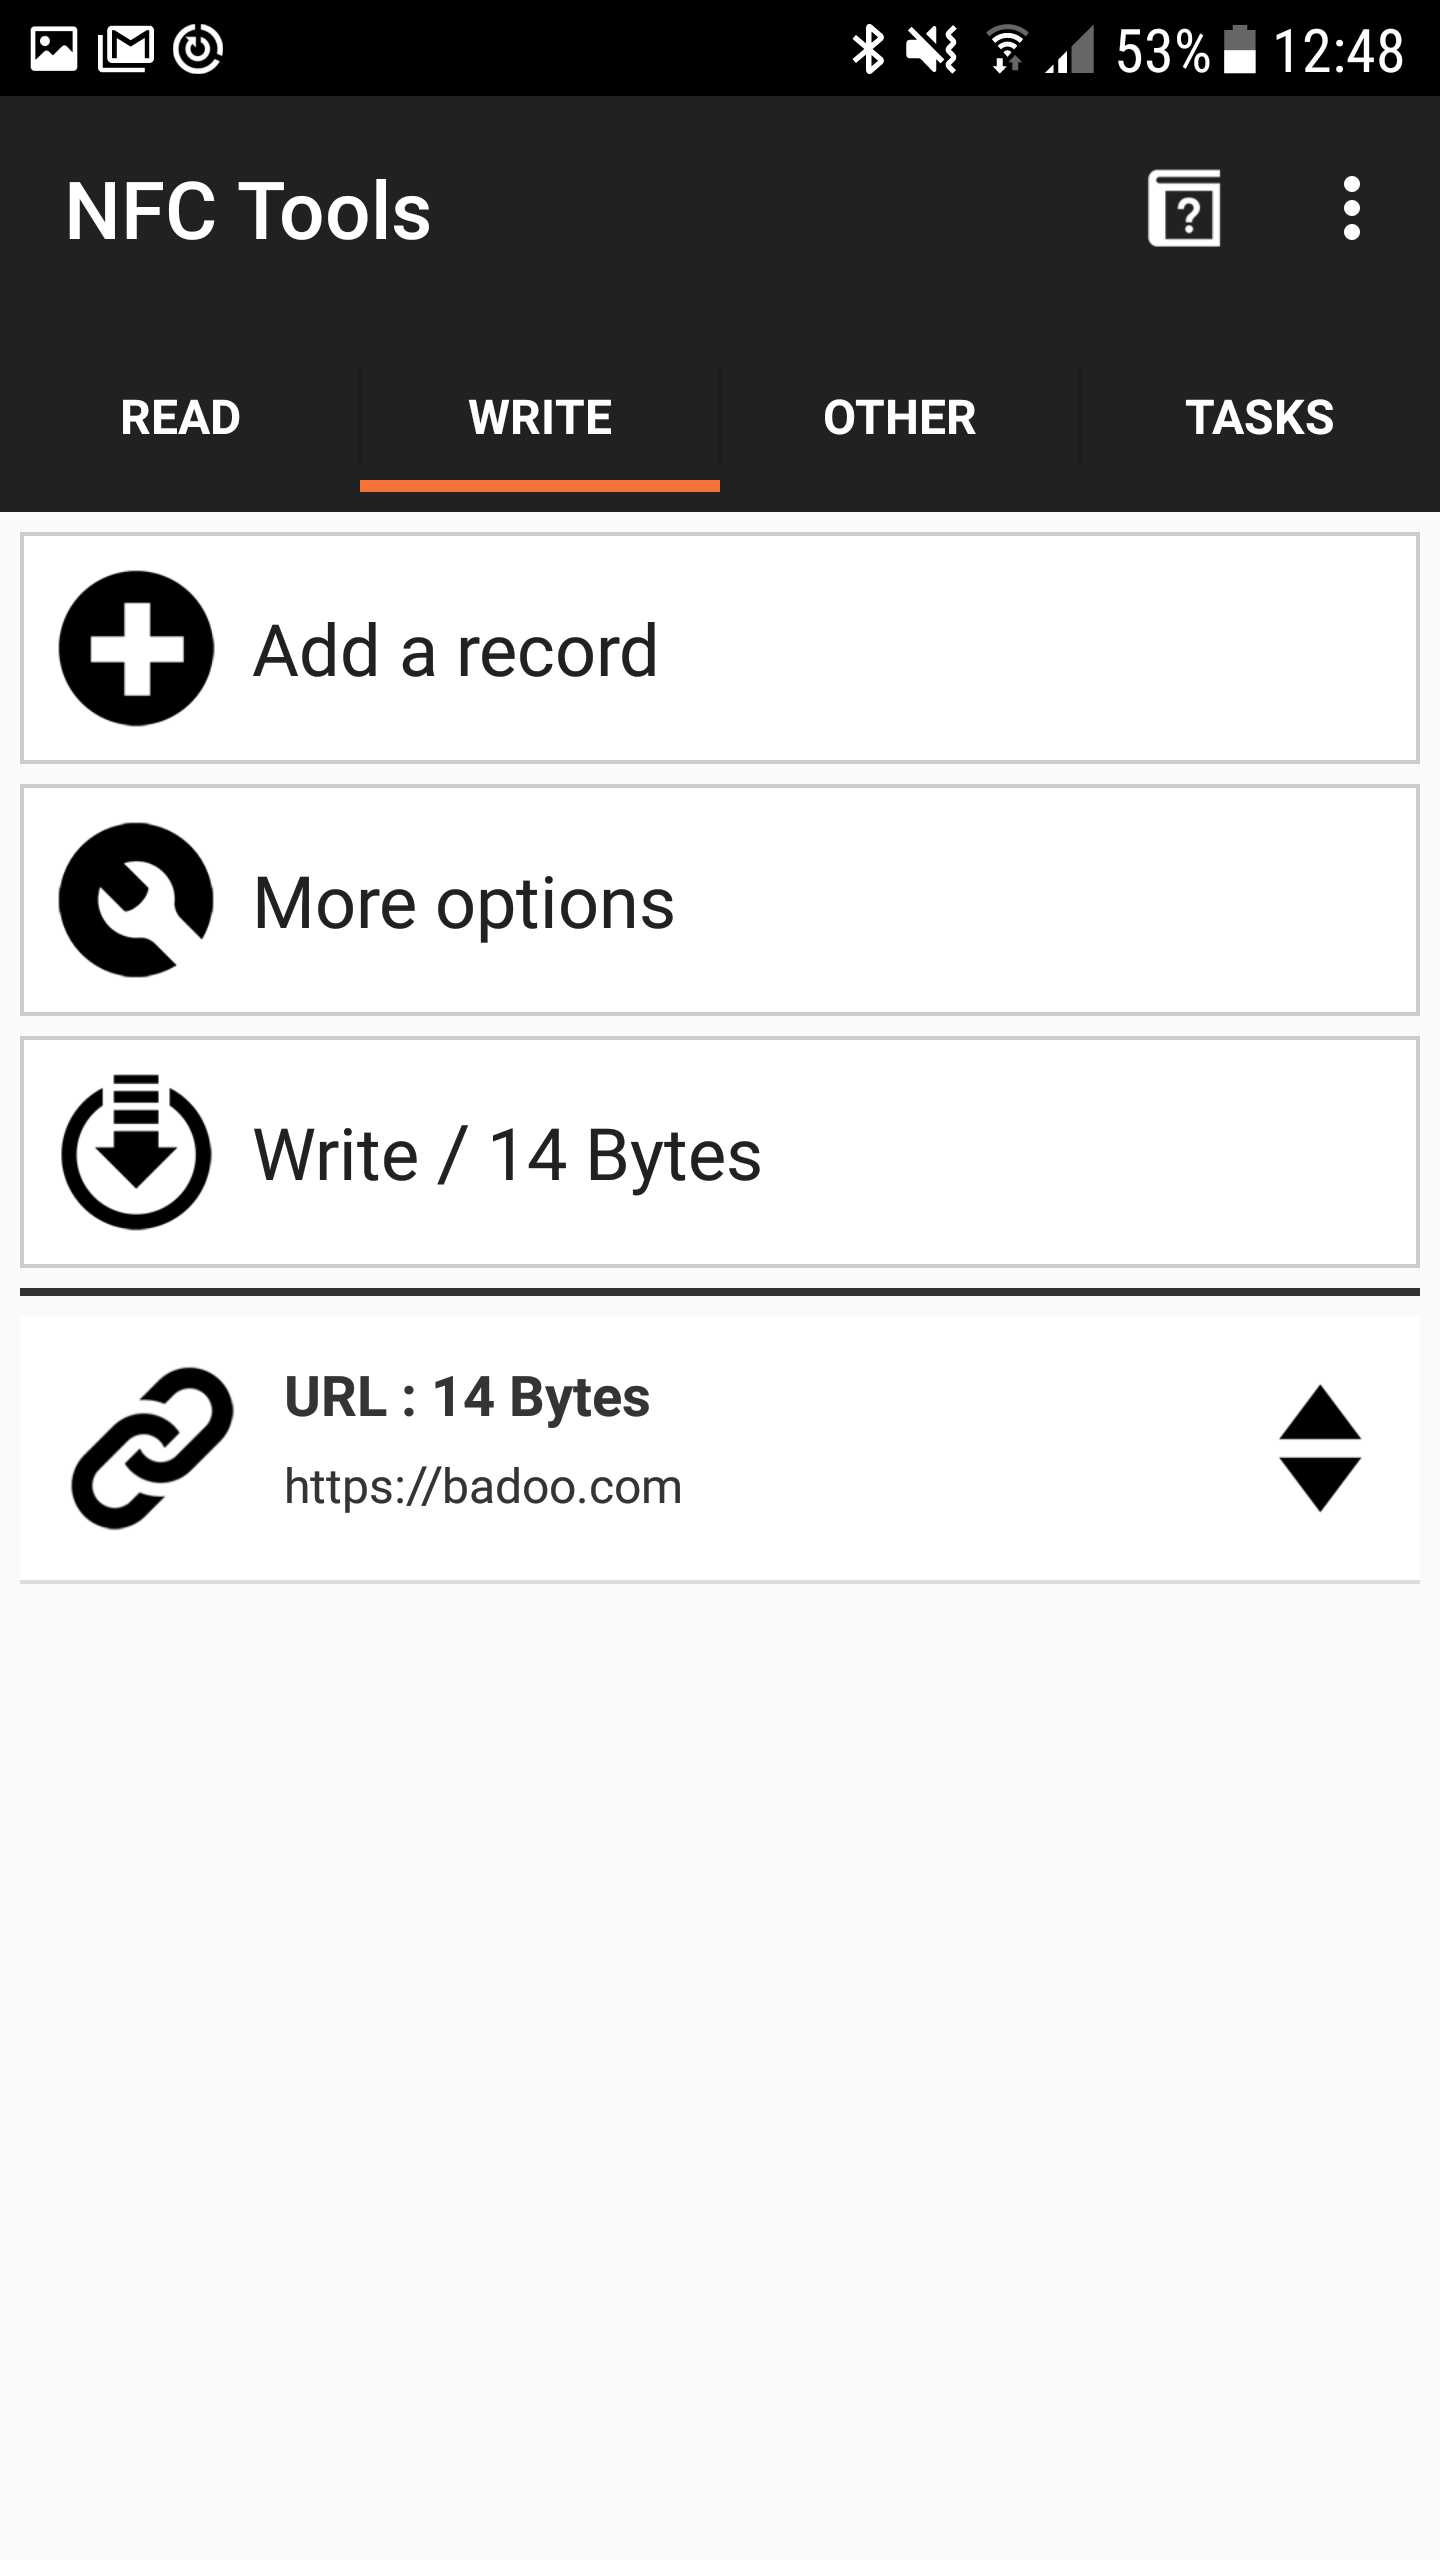 53% 12:48
NFC Tools
?
READ WRITE OTHER TASKS
Add a record
More options
Write / 14 Bytes
URL : 14 Bytes
https://badoo.com